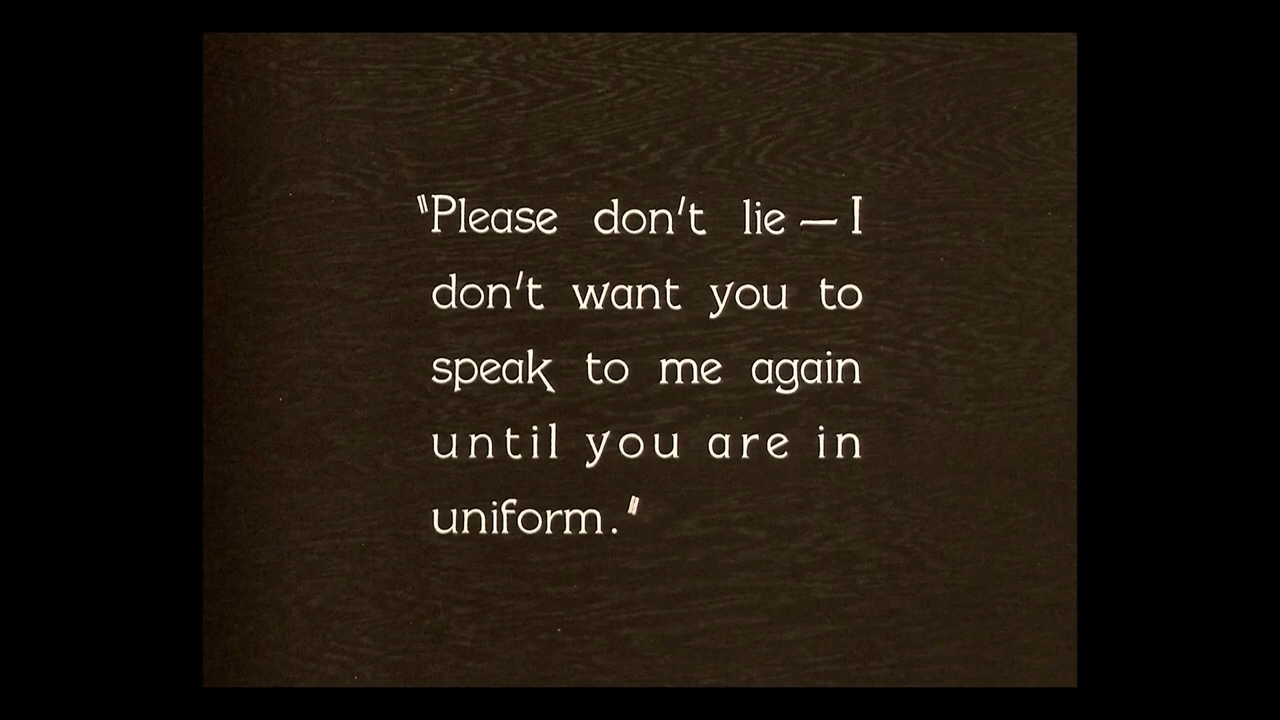 "Please don't lie — I
don't want you to
speak to me again
until you are in
uniform."